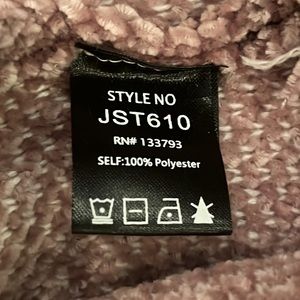 STYLE NO
JST610
RN# 133793
SELF:100% Polyester